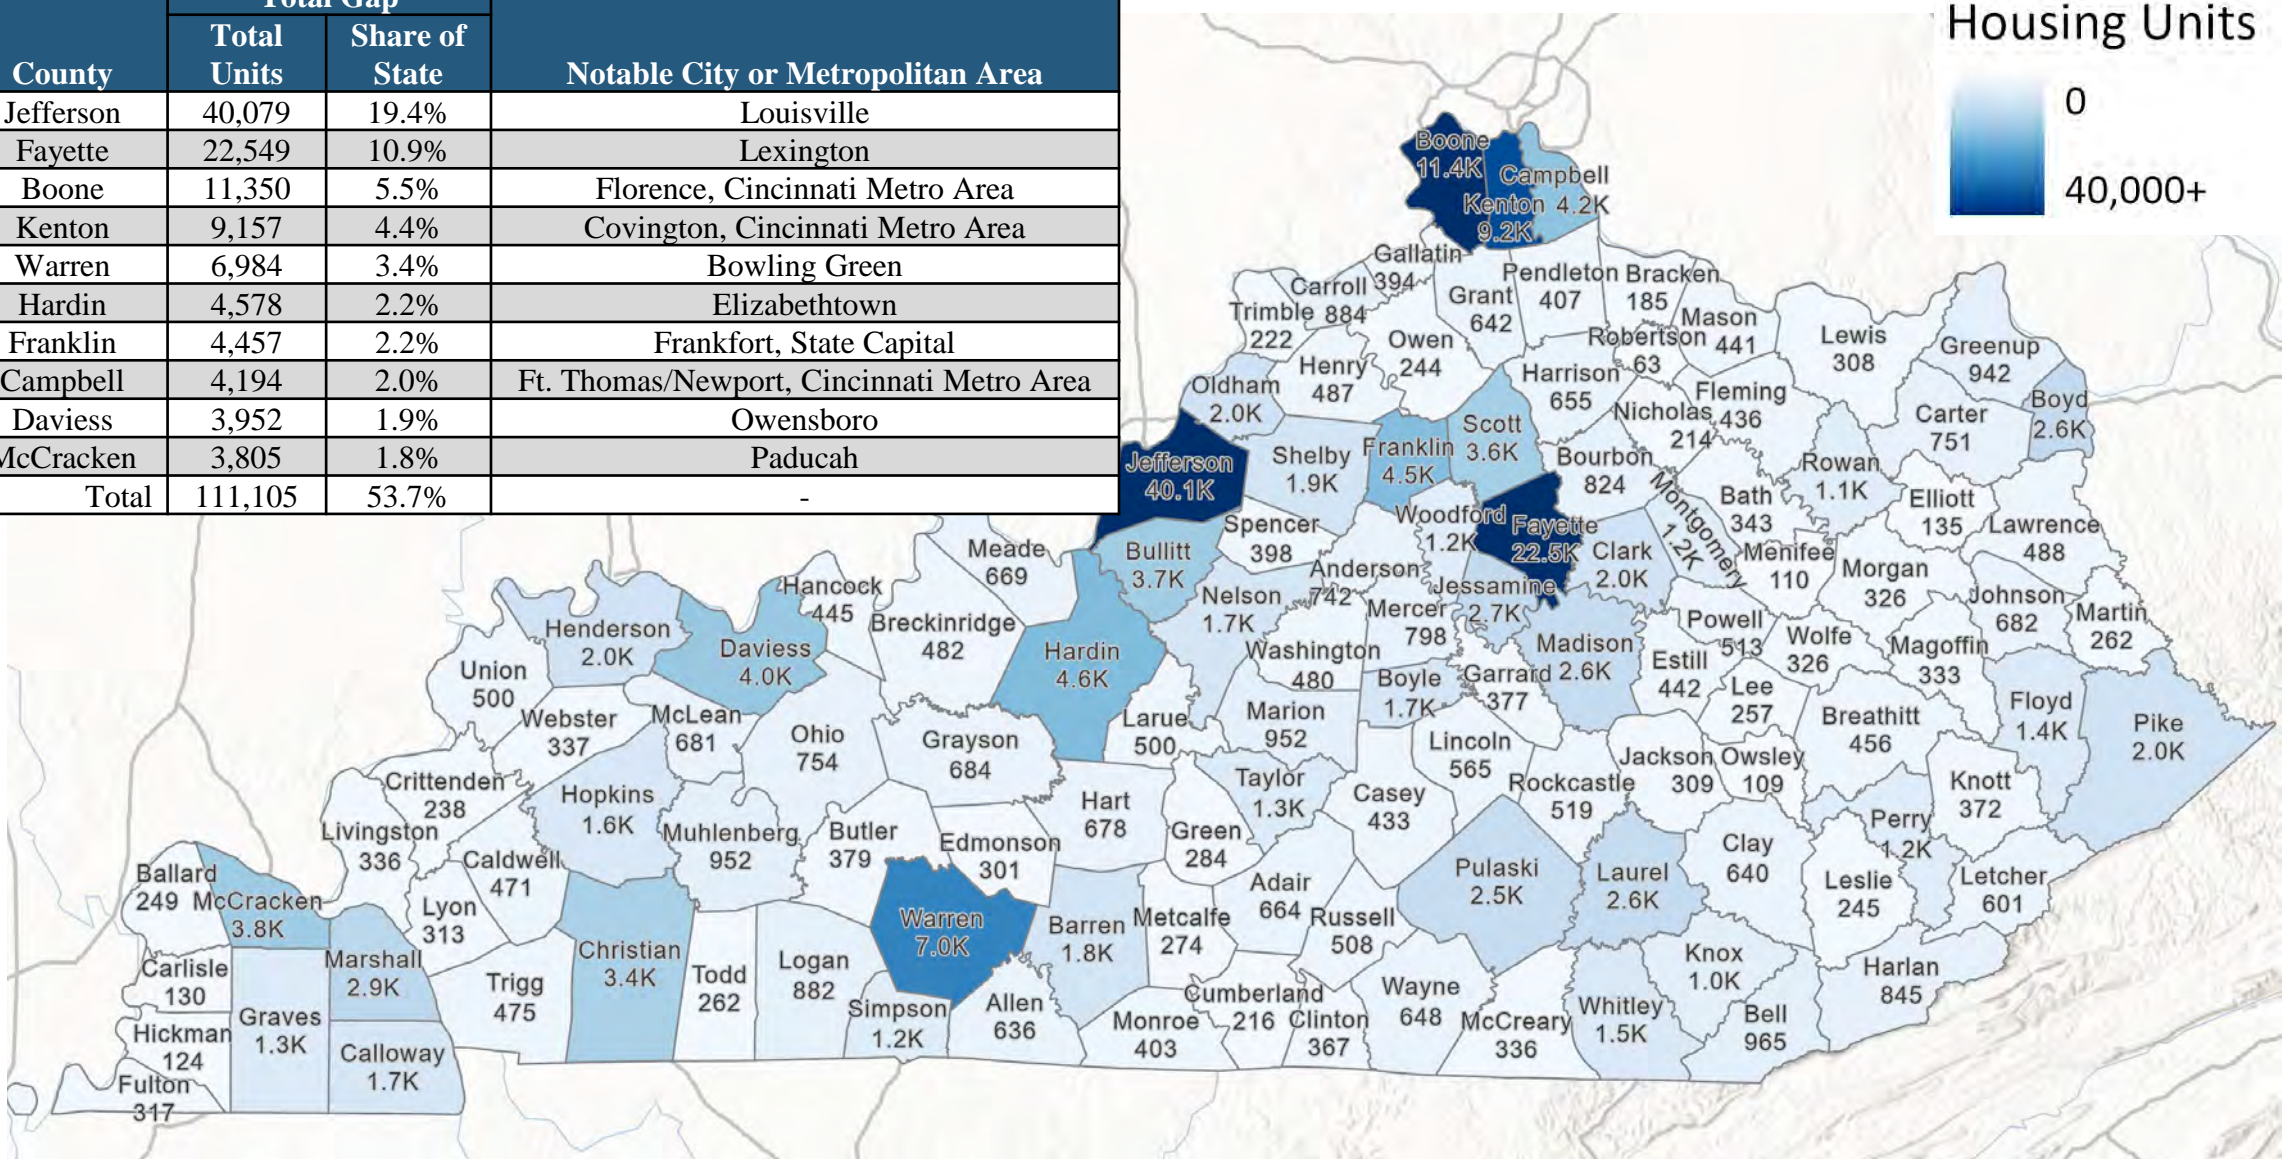 Total Gap
County Total Units Share of State Notable City or Metropolitan Area
Jefferson 40,079 19.4% Louisville
Fayette 22,549 10.9% Lexington
Boone 11,350 5.5% Florence, Cincinnati Metro Area
Kenton 9,157 4.4% Covington, Cincinnati Metro Area
Warren 6,984 3.4% Bowling Green
Hardin 4,578 2.2% Elizabethtown
Franklin 4,457 2.2% Frankfort, State Capital
Campbell 4,194 2.0% Ft. Thomas/Newport, Cincinnati Metro Area
Daviess 3,952 1.9% Owensboro
McCracken 3,805 1.8% Paducah
Total 111,105 53.7% -
Housing Units
0
40,000+
Boone
11.4K
Campbell
4.2K
Kenton
9.2K
Gallatin
394
Carroll
884
Trimble
222
Grant
642
Pendleton
407
Bracken
185
Mason
441
Robertson
63
Lewis
308
Greenup
942
Boyd
2.6K
Carter
751
Owen
244
Henry
487
Oldham
2.0K
Harrison
655
Nicholas
214
Fleming
436
Rowan
1.1K
Elliott
135
Lawrence
488
Jefferson
40.1K
Shelby
1.9K
Franklin
4.5K
Scott
3.6K
Bourbon
824
Montgomery
1.2K
Bath
343
Menifee
110
Morgan
326
Johnson
682
Martin
262
Spencer
398
Bullitt
3.7K
Anderson
742
Woodford
1.2K
Fayette
22.5K
Clark
2.0K
Jessamine
2.7K
Mercer
798
Nelson
1.7K
Washington
480
Meade
669
Hancock
445
Breckinridge
482
Hardin
4.6K
Daviess
4.0K
Henderson
2.0K
Union
500
Webster
337
McLean
681
Ohio
754
Grayson
684
Larue
500
Marion
952
Boyle
1.7K
Garrard
377
Madison
2.6K
Estill
442
Powell
513
Wolfe
326
Lee
257
Magoffin
333
Floyd
1.4K
Pike
2.0K
Breathitt
456
Knott
372
Perry
1.2K
Letcher
601
Leslie
245
Owsley
109
Jackson
309
Clay
640
Rockcastle
519
Lincoln
565
Casey
433
Taylor
1.3K
Green
284
Hart
678
Edmonson
301
Butler
379
Muhlenberg
952
Hopkins
1.6K
Crittenden
238
Livingston
336
Caldwell
471
Lyon
313
Ballard
249
McCracken
3.8K
Marshall
2.9K
Carlisle
130
Hickman
124
Fulton
317
Graves
1.3K
Calloway
1.7K
Trigg
475
Christian
3.4K
Todd
262
Logan
882
Warren
7.0K
Simpson
1.2K
Allen
636
Barren
1.8K
Metcalfe
274
Monroe
403
Adair
664
Russell
508
Cumberland
216
Clinton
367
Pulaski
2.5K
Wayne
648
McCreary
336
Laurel
2.6K
Whitley
1.5K
Knox
1.0K
Bell
965
Harlan
845